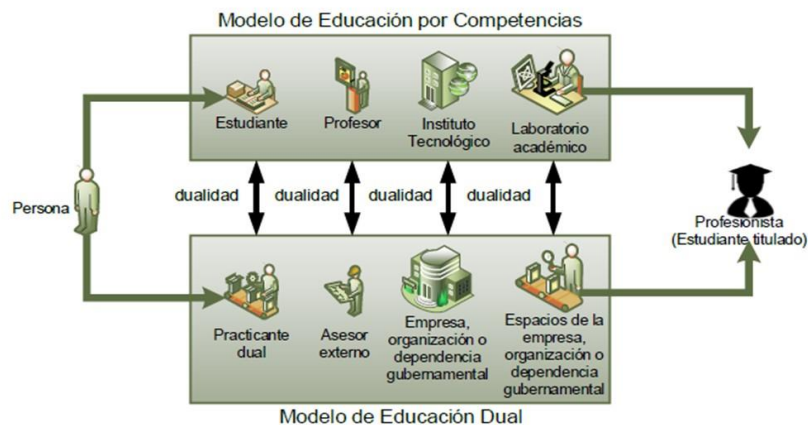 Modelo de Educación por Competencias
Estudiante
Profesor
Instituto
Tecnológico
Laboratorio
académico
Persona
dualidad
dualidad
dualidad
dualidad
Profesionista
(Estudiante titulado)
Practicante
dual
Asesor
externo
Empresa,
organización o
dependencia
gubernamental
Espacios de la
empresa,
organización o
dependencia
gubernamental
Modelo de Educación Dual